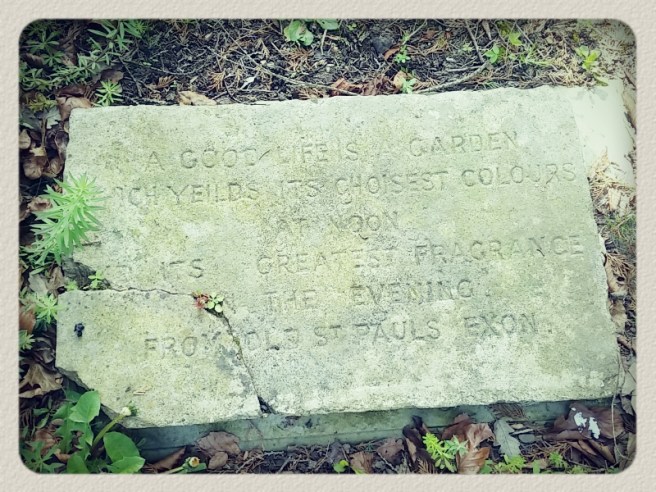 A GOOD LIFE IS A GARDEN
YEILDS ITS CHOISEST COLOURS
AT NOON
ITS GREATEST FRAGRANCE
THE EVENING
FROM OLD ST PAULS EXON.